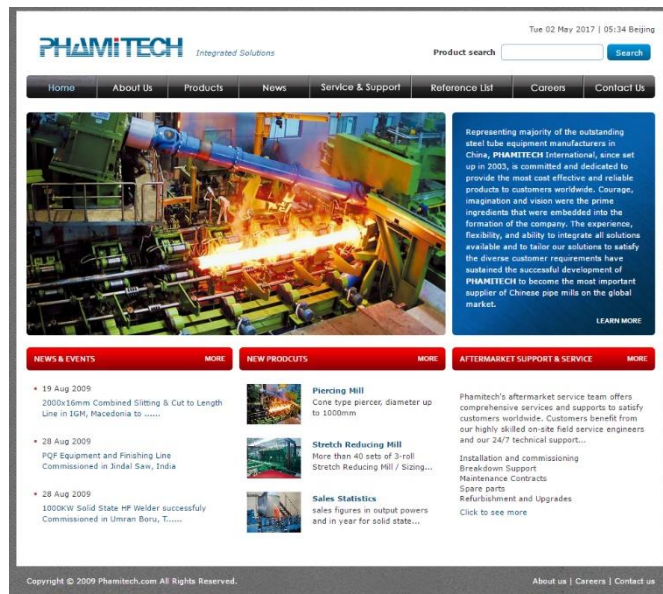 Tue 02 May 2017 | 05:34 Beijing
PHAMiTECH Integrated Solutions
Product search Search
Home About Us Products News Service & Support Reference List Careers Contact Us
Representing majority of the outstanding
steel tube equipment manufacturers in
China, PHAMITECH International, since set
up in 2003, is committed and dedicated to
provide the most cost effective and reliable
products to customers worldwide. Courage,
imagination and vision were the prime
ingredients that were embedded into the
formation of the company. The experience,
flexibility, and ability to integrate all solutions
available and to tailor our solutions to satisfy
the diverse customer requirements have
sustained the successful development of
PHAMITECH to become the most important
supplier of Chinese pipe mills on the global
market.
LEARN MORE
NEWS & EVENTS MORE
19 Aug 2009
2000x16mm Combined Slitting & Cut to Length
Line in IGM, Macedonia to ......
28 Aug 2009
PQF Equipment and Finishing Line
Commissioned in Jindal Saw, India
28 Aug 2009
1000KW Solid State HF Welder successfuly
Commissioned in Umran Boru, T......
NEW PRODCUTS MORE
Piercing Mill
Cone type piercer, diameter up
to 1000mm
Stretch Reducing Mill
More than 40 sets of 3-roll
Stretch Reducing Mill / Sizing...
Sales Statistics
sales figures in output powers
and in year for solid state...
AFTERMARKET SUPPORT & SERVICE MORE
Phamitech's aftermarket service team offers
comprehensive services and supports to satisfy
customers worldwide. Customers benefit from
our highly skilled on-site field service engineers
and our 24/7 technical support...
Installation and commissioning
Breakdown Support
Maintenance Contracts
Spare parts
Refurbishment and Upgrades
Click to see more
Copyright © 2009 Phamitech.com All Rights Reserved.
About us | Careers | Contact us